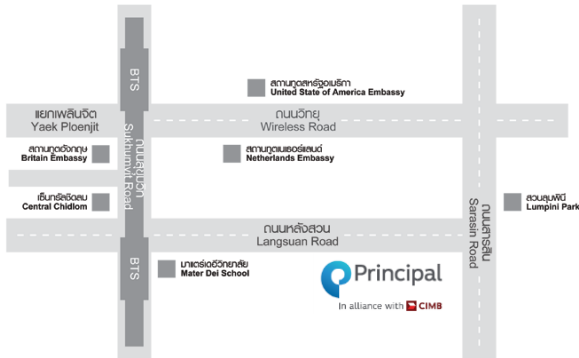 BTS
สถานทูตสหรัฐอเมริกา
United State of America Embassy
แยกเพลินจิต
Yaek Ploenjit
ถนนวิทยุ
Wireless Road
สถานทูตอังกฤษ
Britain Embassy
ถนนสุขุมวิท
Sukhumvit Road
สถานทูตเนเธอร์แลนด์
Netherlands Embassy
เซ็นทรัลชิดลม
Central Chidlom
สวนลุมพินี
Lumpini Park
ถนนสารสิน
Sarasin Road
ถนนหลังสวน
Langsuan Road
BTS
มาแตร์เดอีวิทยาลัย
Mater Dei School
Principal
In alliance with CIMB